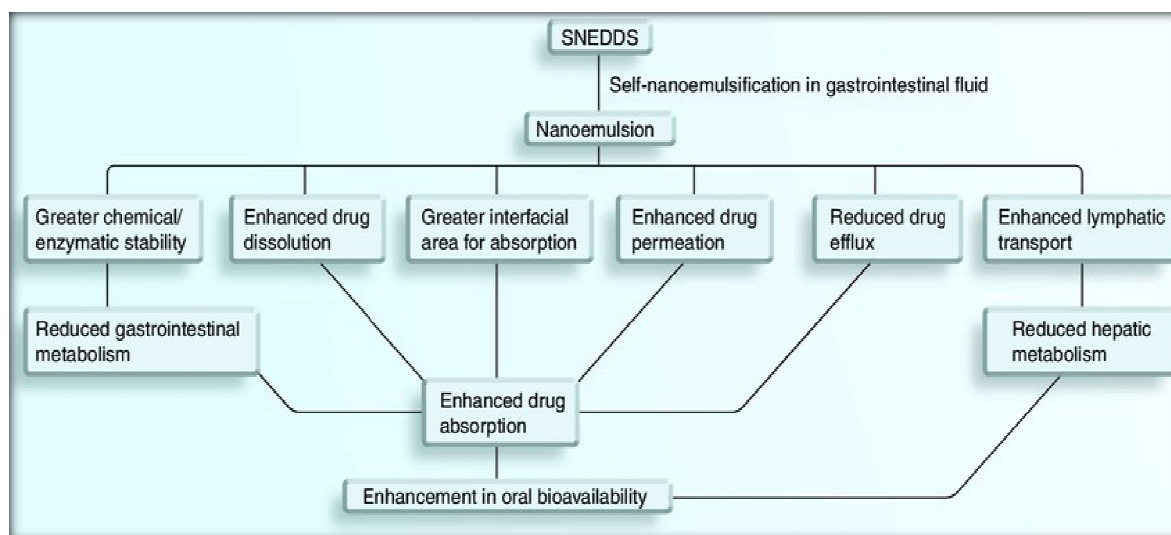 SNEDDS
Self-nanoemulsification in gastrointestinal fluid
Nanoemulsion
Greater chemical/
enzymatic stability
Enhanced drug
dissolution
Greater interfacial
area for absorption
Enhanced drug
permeation
Reduced drug
efflux
Enhanced lymphatic
transport
Reduced gastrointestinal
metabolism
Reduced hepatic
metabolism
Enhanced drug
absorption
Enhancement in oral bioavailability